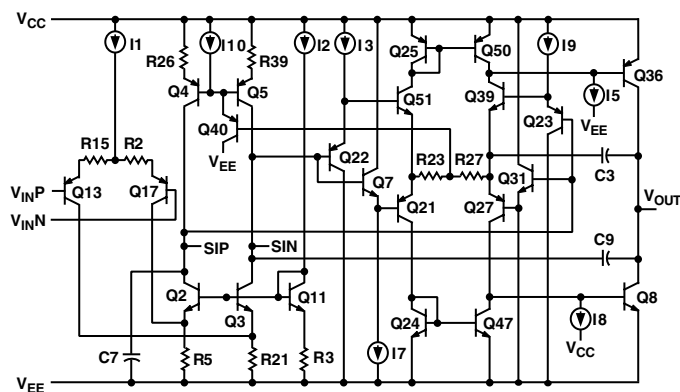 VCC
I1
I10
I2
I3
Q25
Q50
I9
R26
R39
Q36
Q4
Q5
Q51
Q39
I5
Q40
Q23
VEE
R15
R2
VEE
Q22
R23
R27
Q31
C3
VINP
Q13
Q17
Q7
VOUT
VINN
Q21
Q27
SIP
SIN
C9
Q2
Q3
Q11
Q24
Q47
I8
Q8
C7
R5
R21
R3
I7
VCC
VEE